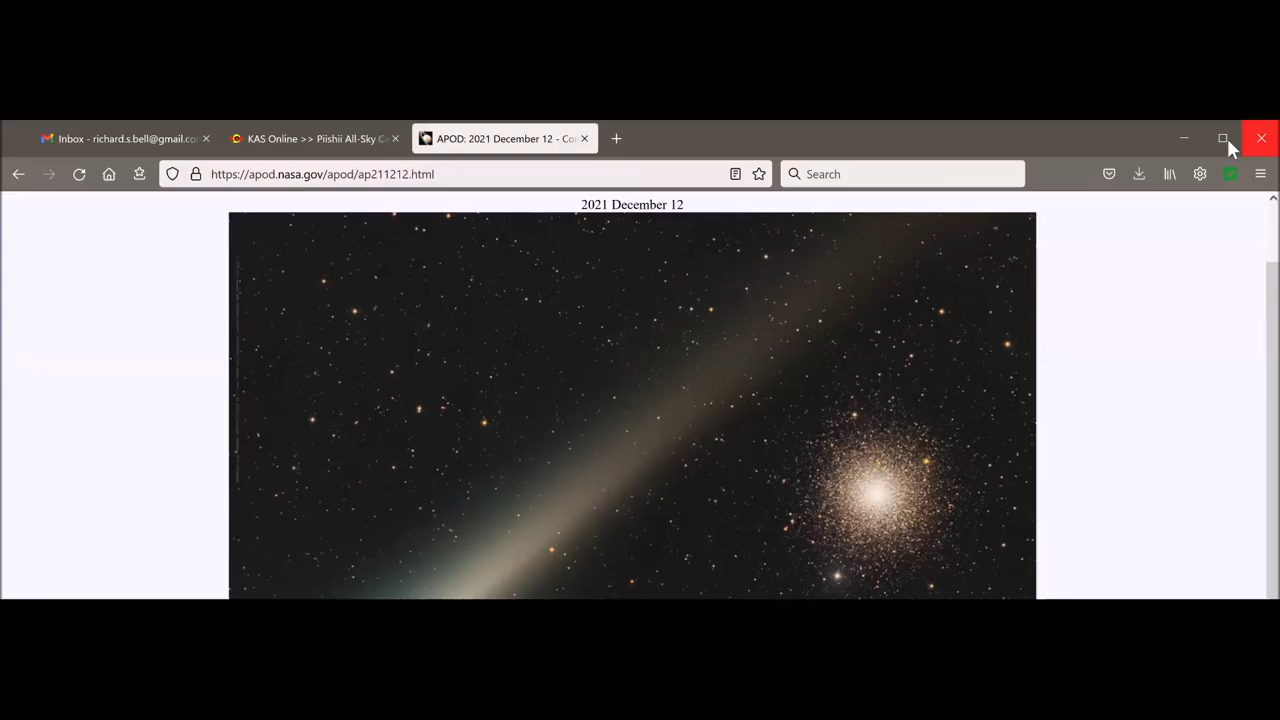 Inbox - richard.s.bell@gmail.co
KAS Online >> Piishii All-Sky C
APOD: 2021 December 12 - Co
https://apod.nasa.gov/apod/ap211212.html
Search
2021 December 12